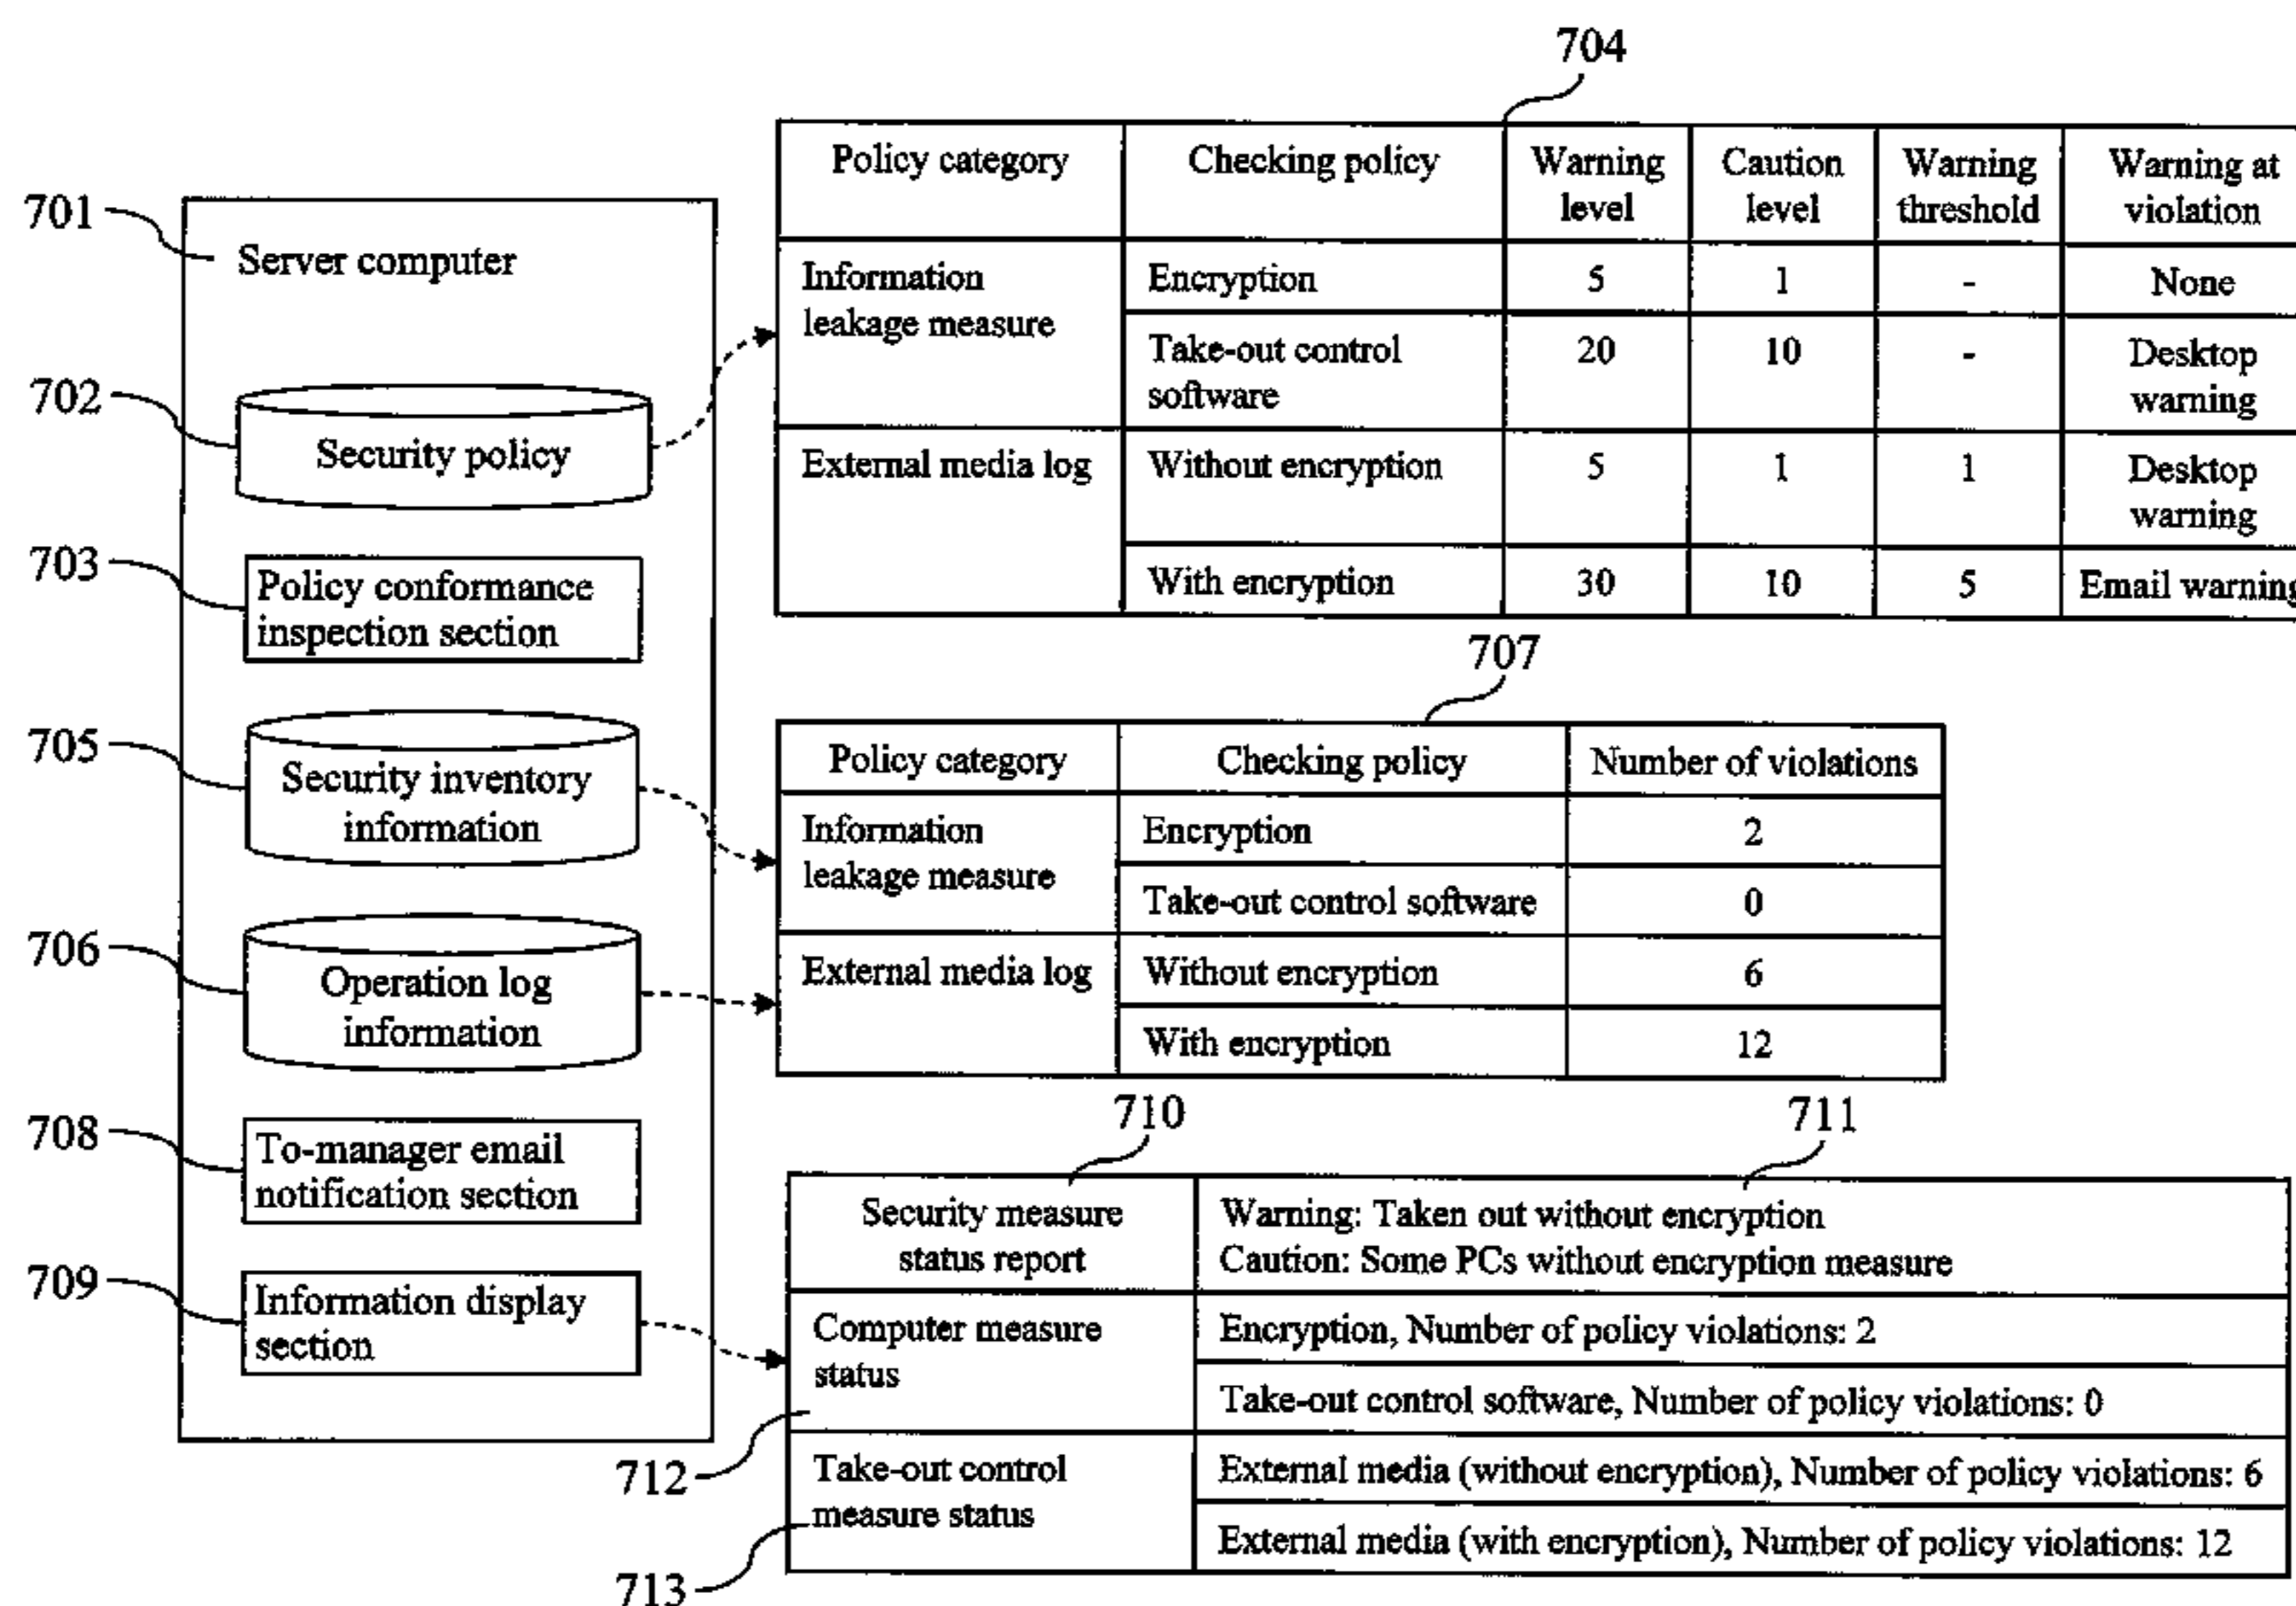 704
Policy category
Checking policy
Warning
level
Caution
level
Warning
threshold
Warning at
violation
Information
leakage measure
Encryption
5
1
-
None
Take-out control
software
20
10
-
Desktop
warning
External media log
Without encryption
5
1
1
Desktop
warning
With encryption
30
10
5
Email warning
701
Server computer
702
Security policy
703
Policy conformance
inspection section
705
Security inventory
information
706
Operation log
information
708
To-manager email
notification section
709
Information display
section
707
Policy category
Checking policy
Number of violations
Information
leakage measure
Encryption
2
Take-out control software
0
External media log
Without encryption
6
With encryption
12
710
711
Security measure
status report
Warning: Taken out without encryption
Caution: Some PCs without encryption measure
Computer measure
status
Encryption, Number of policy violations: 2
Take-out control software, Number of policy violations: 0
712
Take-out control
measure status
External media (without encryption), Number of policy violations: 6
External media (with encryption), Number of policy violations: 12
713